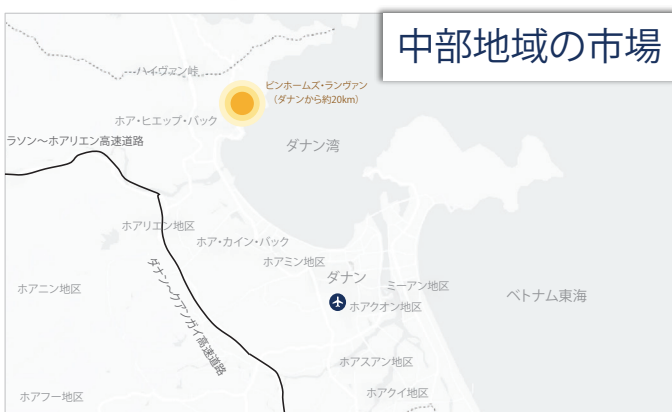 中部地域の市場
ハイヴァン峠
ビンホームズ・ランヴァン
（ダナンから約20km）
ホア・ヒエップ・バック
ラソン～ホアリエン高速道路
ダナン湾
ホアリエン地区
ホア・カイン・バック
ホアミン地区
ダナン
ミーアン地区
ホアニン地区
ダナン～クアンガイ高速道路
ホアクオン地区
ベトナム東海
ホアスアン地区
ホアフー地区
ホアクイ地区